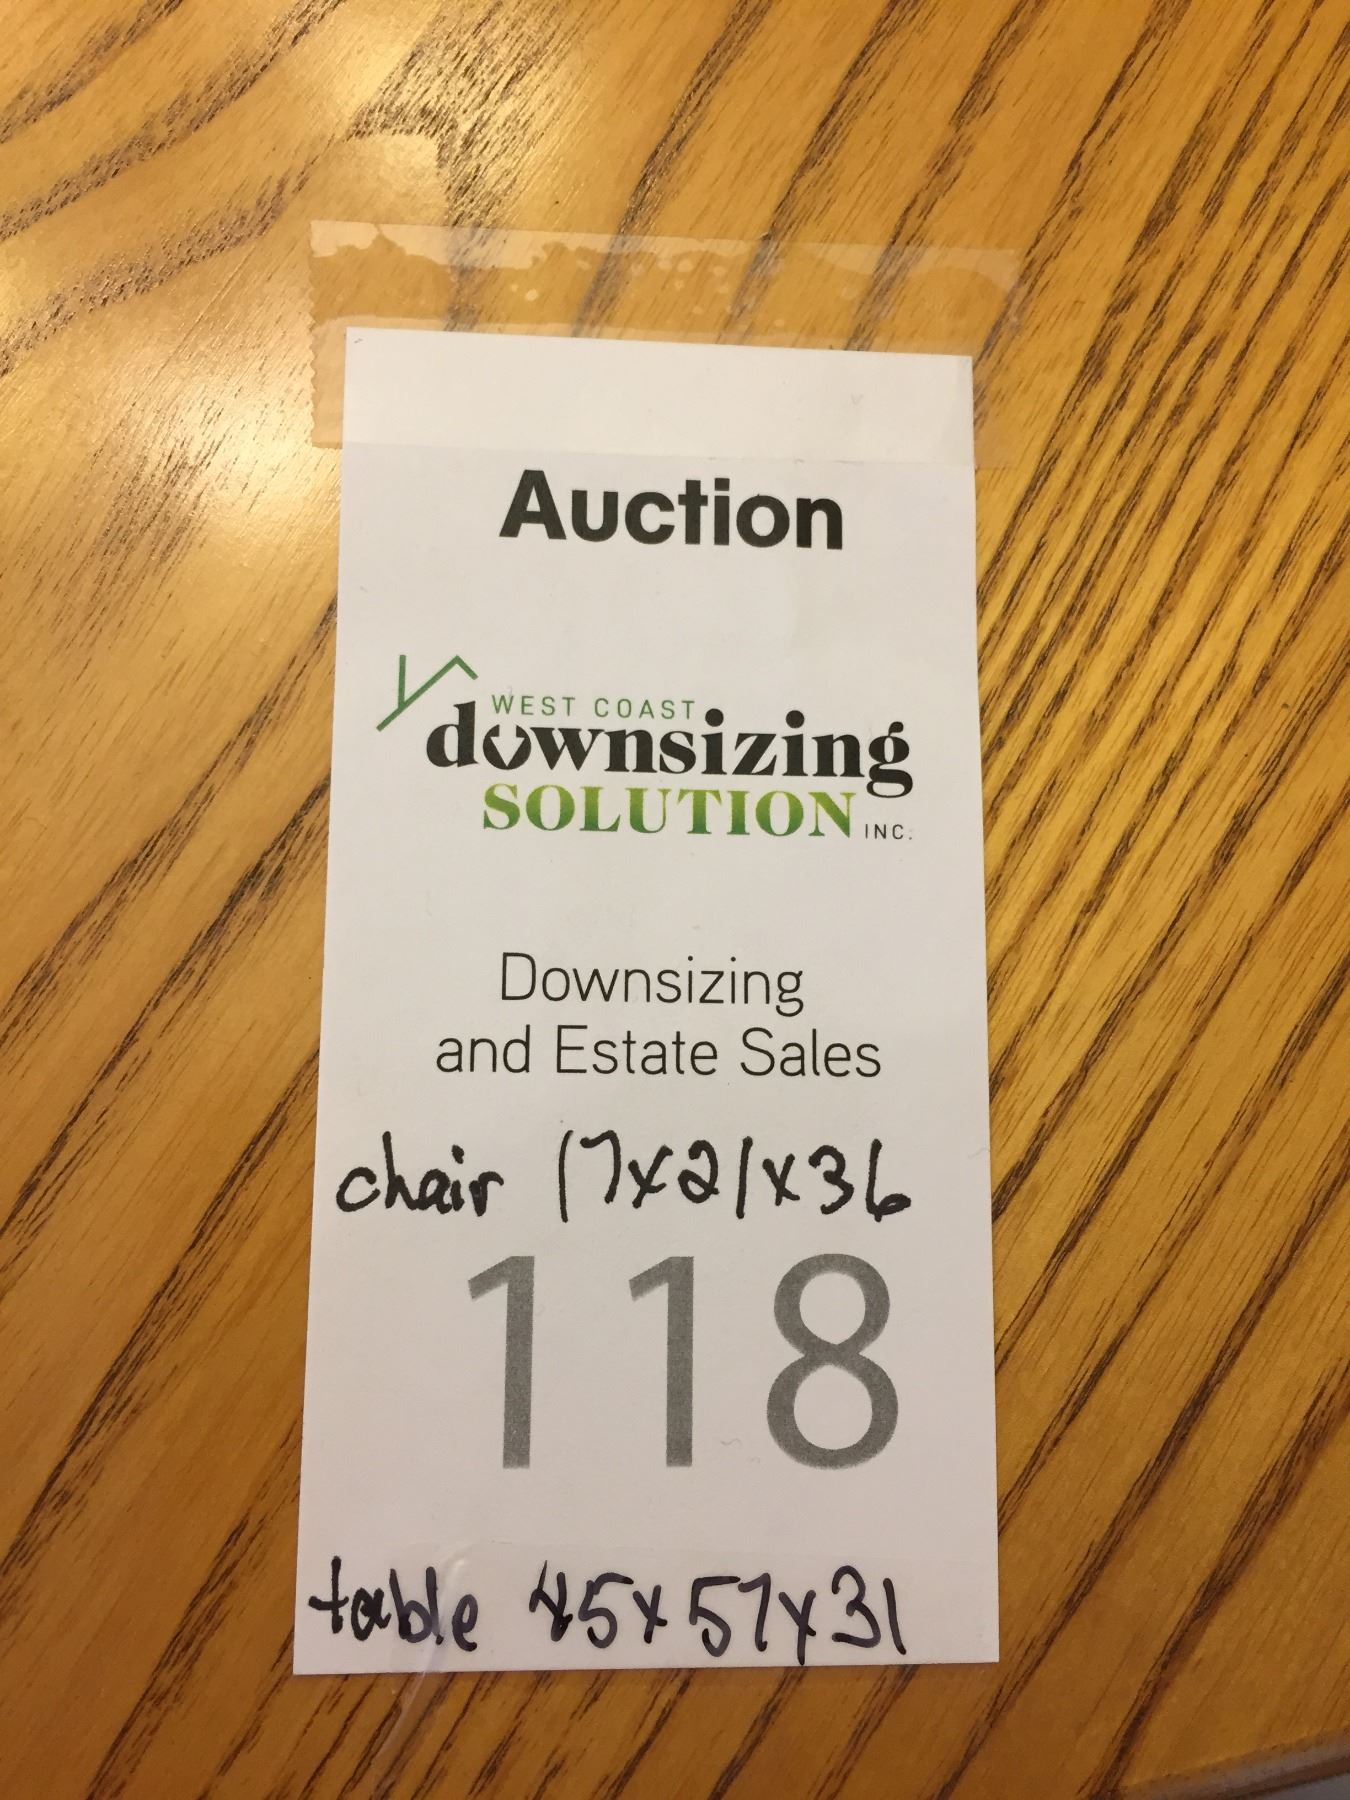 Auction
WEST COAST
downsizing
SOLUTION INC.
Downsizing
and Estate Sales
chair 17x21x36
118
table 45x57x31